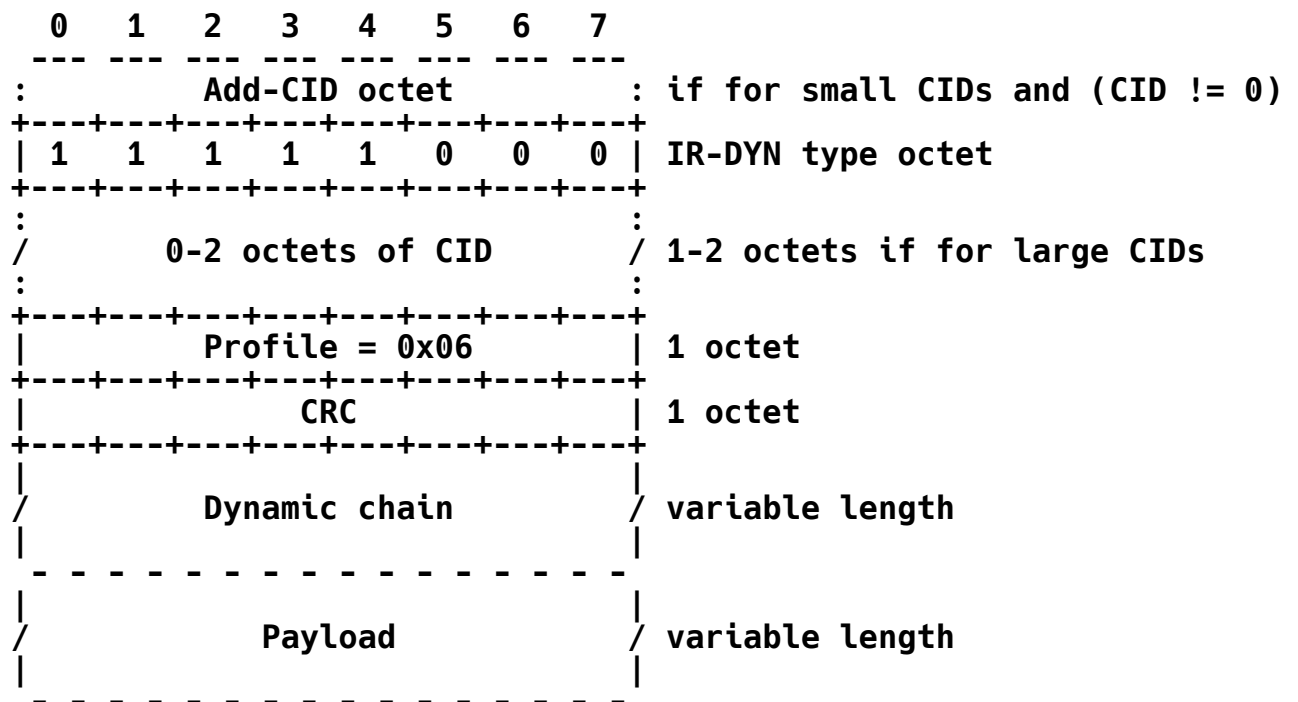 0   1   2   3   4   5   6   7
 --- --- --- --- --- --- --- ---
:         Add-CID octet         : if for small CIDs and (CID != 0)
+---+---+---+---+---+---+---+---+
| 1   1   1   1   1   0   0   0 | IR-DYN type octet
+---+---+---+---+---+---+---+---+
:                               :
/       0-2 octets of CID       / 1-2 octets if for large CIDs
:                               :
+---+---+---+---+---+---+---+---+
|         Profile = 0x06        | 1 octet
+---+---+---+---+---+---+---+---+
|              CRC              | 1 octet
+---+---+---+---+---+---+---+---+
|                               |
/         Dynamic chain         / variable length
|                               |
 - - - - - - - - - - - - - - - -
|                               |
/            Payload            / variable length
|                               |
 - - - - - - - - - - - - - - - -